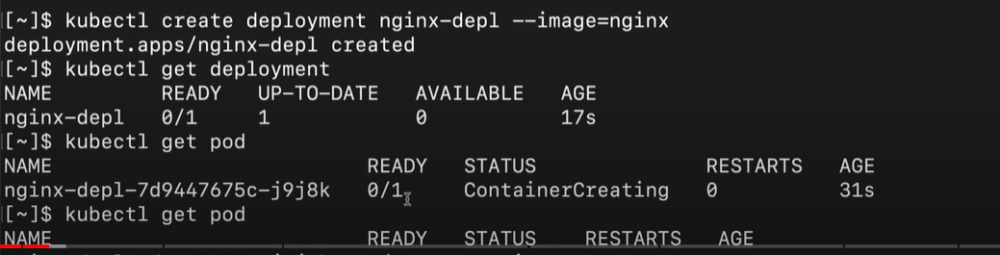 [~]$ kubectl create deployment nginx-depl --image=nginx
deployment.apps/nginx-depl created
[~]$ kubectl get deployment
NAME READY UP-TO-DATE AVAILABLE AGE
nginx-depl 0/1 1 0 17s
[~]$ kubectl get pod
NAME READY STATUS RESTARTS AGE
nginx-depl-7d9447675c-j9j8k 0/1 ContainerCreating 0 31s
[~]$ kubectl get pod
NAME READY STATUS RESTARTS AGE